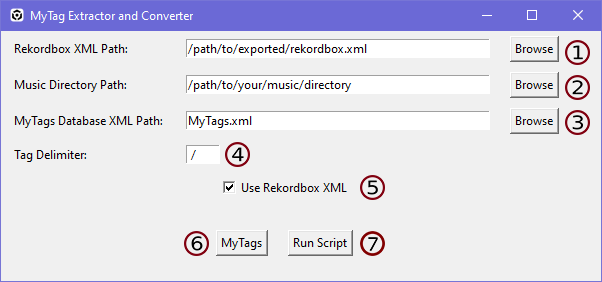 MyTag Extractor and Converter
Rekordbox XML Path: /path/to/exported/rekordbox.xml Browse 1
Music Directory Path: /path/to/your/music/directory Browse 2
MyTags Database XML Path: MyTags.xml Browse 3
Tag Delimiter: / 4
Use Rekordbox XML 5
6 MyTags Run Script 7